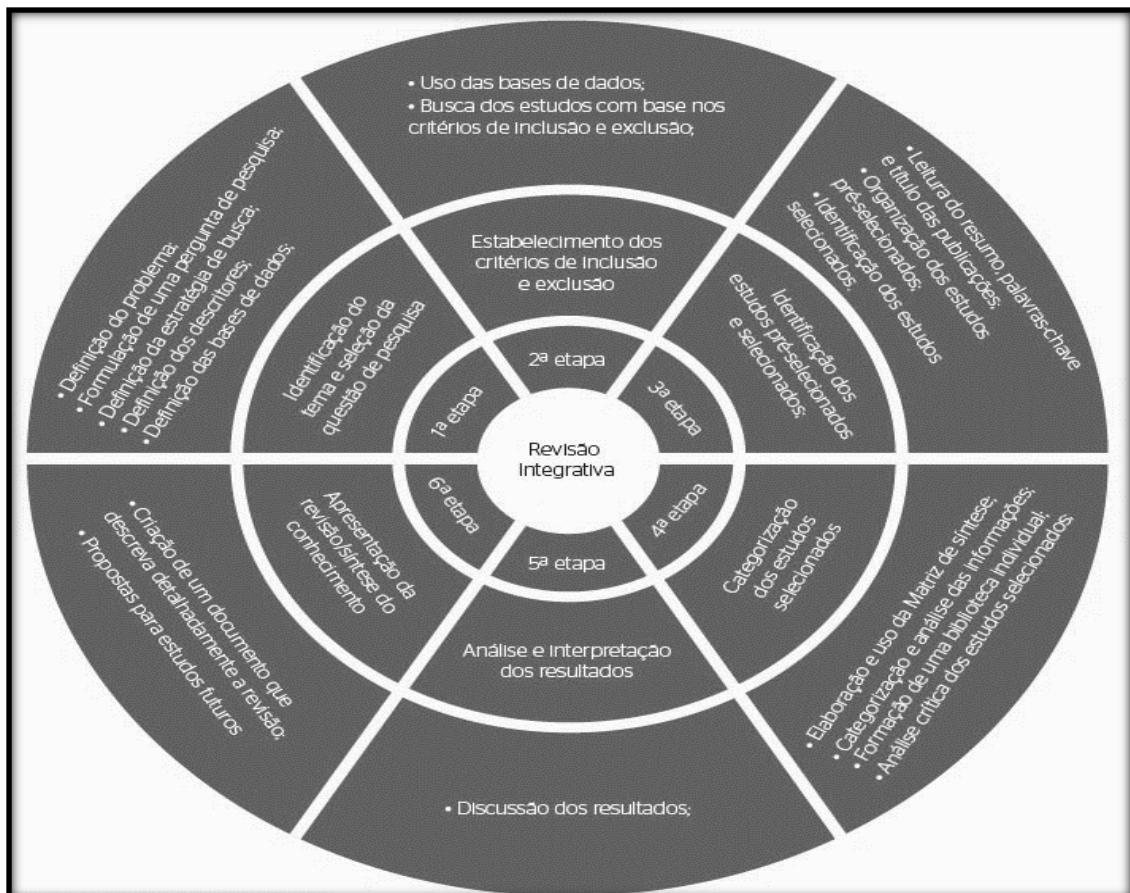 Revisão
Integrativa
1ª etapa
Identificação do
tema e seleção da
questão de pesquisa
• Definição do problema;
• Formulação de uma pergunta de pesquisa;
• Definição da estratégia de busca;
• Definição dos descritores;
• Definição das bases de dados;
2ª etapa
Estabelecimento dos
critérios de inclusão
e exclusão
• Uso das bases de dados;
• Busca dos estudos com base nos
critérios de inclusão e exclusão;
3ª etapa
Identificação dos
estudos pré-selecionados
e selecionados;
• Leitura do resumo, palavras-chave
e título das publicações;
• Organização dos estudos
pré-selecionados;
• Identificação dos estudos
selecionados.
4ª etapa
Categorização
dos estudos
selecionados
• Elaboração e uso da Matriz de síntese;
• Categorização e análise das informações;
• Formação de uma biblioteca individual;
• Análise crítica dos estudos selecionados;
5ª etapa
Análise e interpretação
dos resultados
• Discussão dos resultados;
6ª etapa
Apresentação da
revisão/síntese do
conhecimento
• Criação de um documento que
descreva detalhadamente a revisão;
• Propostas para estudos futuros